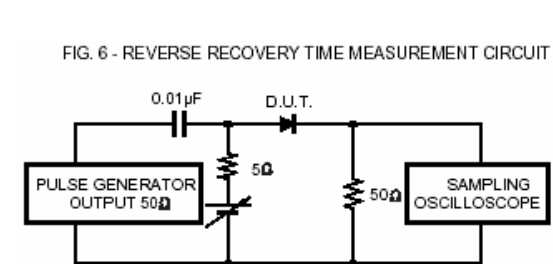 FIG. 6 - REVERSE RECOVERY TIME MEASUREMENT CIRCUIT
0.01µF
D.U.T.
5Ω
PULSE GENERATOR
OUTPUT 50Ω
50Ω
SAMPLING
OSCILLOSCOPE